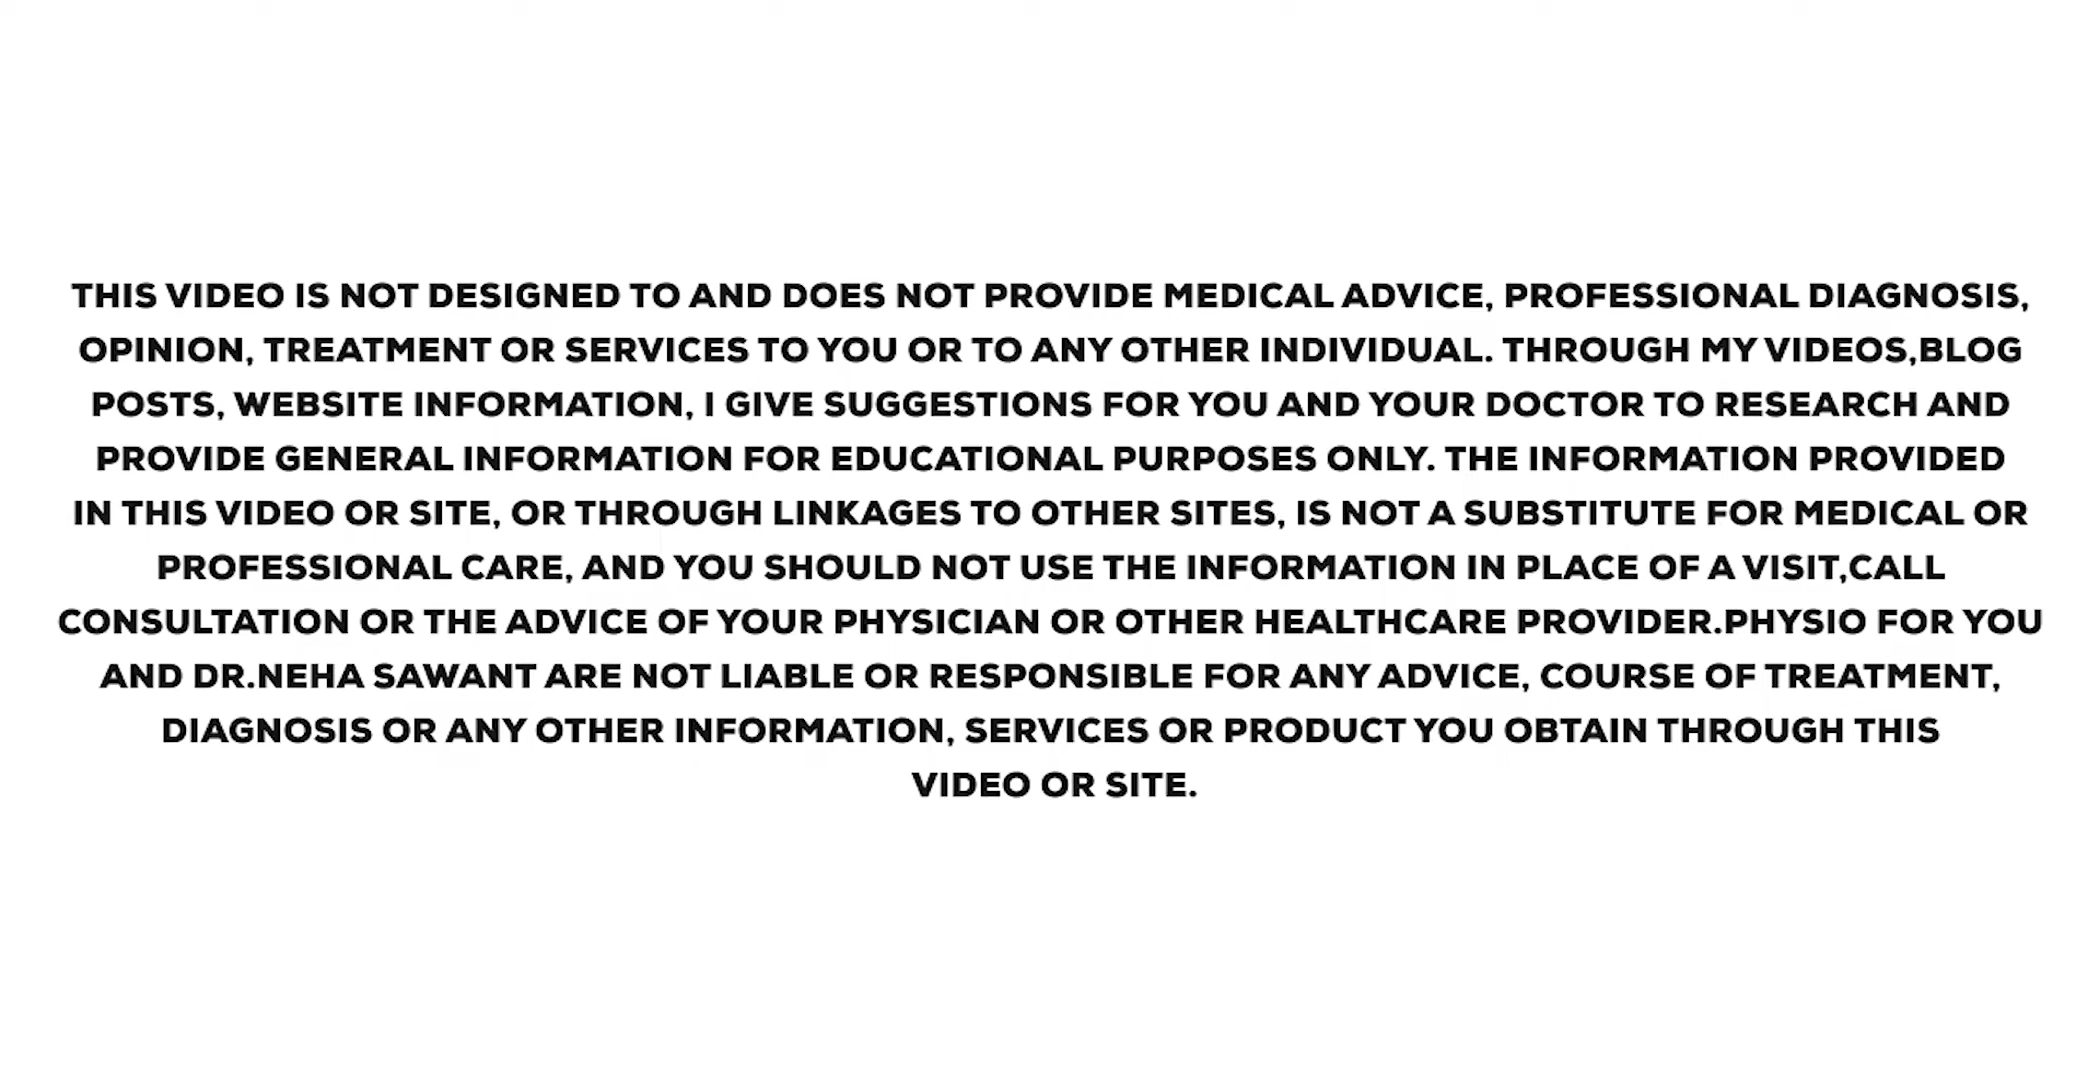 THIS VIDEO IS NOT DESIGNED TO AND DOES NOT PROVIDE MEDICAL ADVICE, PROFESSIONAL DIAGNOSIS,
OPINION, TREATMENT OR SERVICES TO YOU OR TO ANY OTHER INDIVIDUAL. THROUGH MY VIDEOS,BLOG
POSTS, WEBSITE INFORMATION, I GIVE SUGGESTIONS FOR YOU AND YOUR DOCTOR TO RESEARCH AND
PROVIDE GENERAL INFORMATION FOR EDUCATIONAL PURPOSES ONLY. THE INFORMATION PROVIDED
IN THIS VIDEO OR SITE, OR THROUGH LINKAGES TO OTHER SITES, IS NOT A SUBSTITUTE FOR MEDICAL OR
PROFESSIONAL CARE, AND YOU SHOULD NOT USE THE INFORMATION IN PLACE OF A VISIT,CALL
CONSULTATION OR THE ADVICE OF YOUR PHYSICIAN OR OTHER HEALTHCARE PROVIDER.PHYSIO FOR YOU
AND DR.NEHA SAWANT ARE NOT LIABLE OR RESPONSIBLE FOR ANY ADVICE, COURSE OF TREATMENT,
DIAGNOSIS OR ANY OTHER INFORMATION, SERVICES OR PRODUCT YOU OBTAIN THROUGH THIS
VIDEO OR SITE.